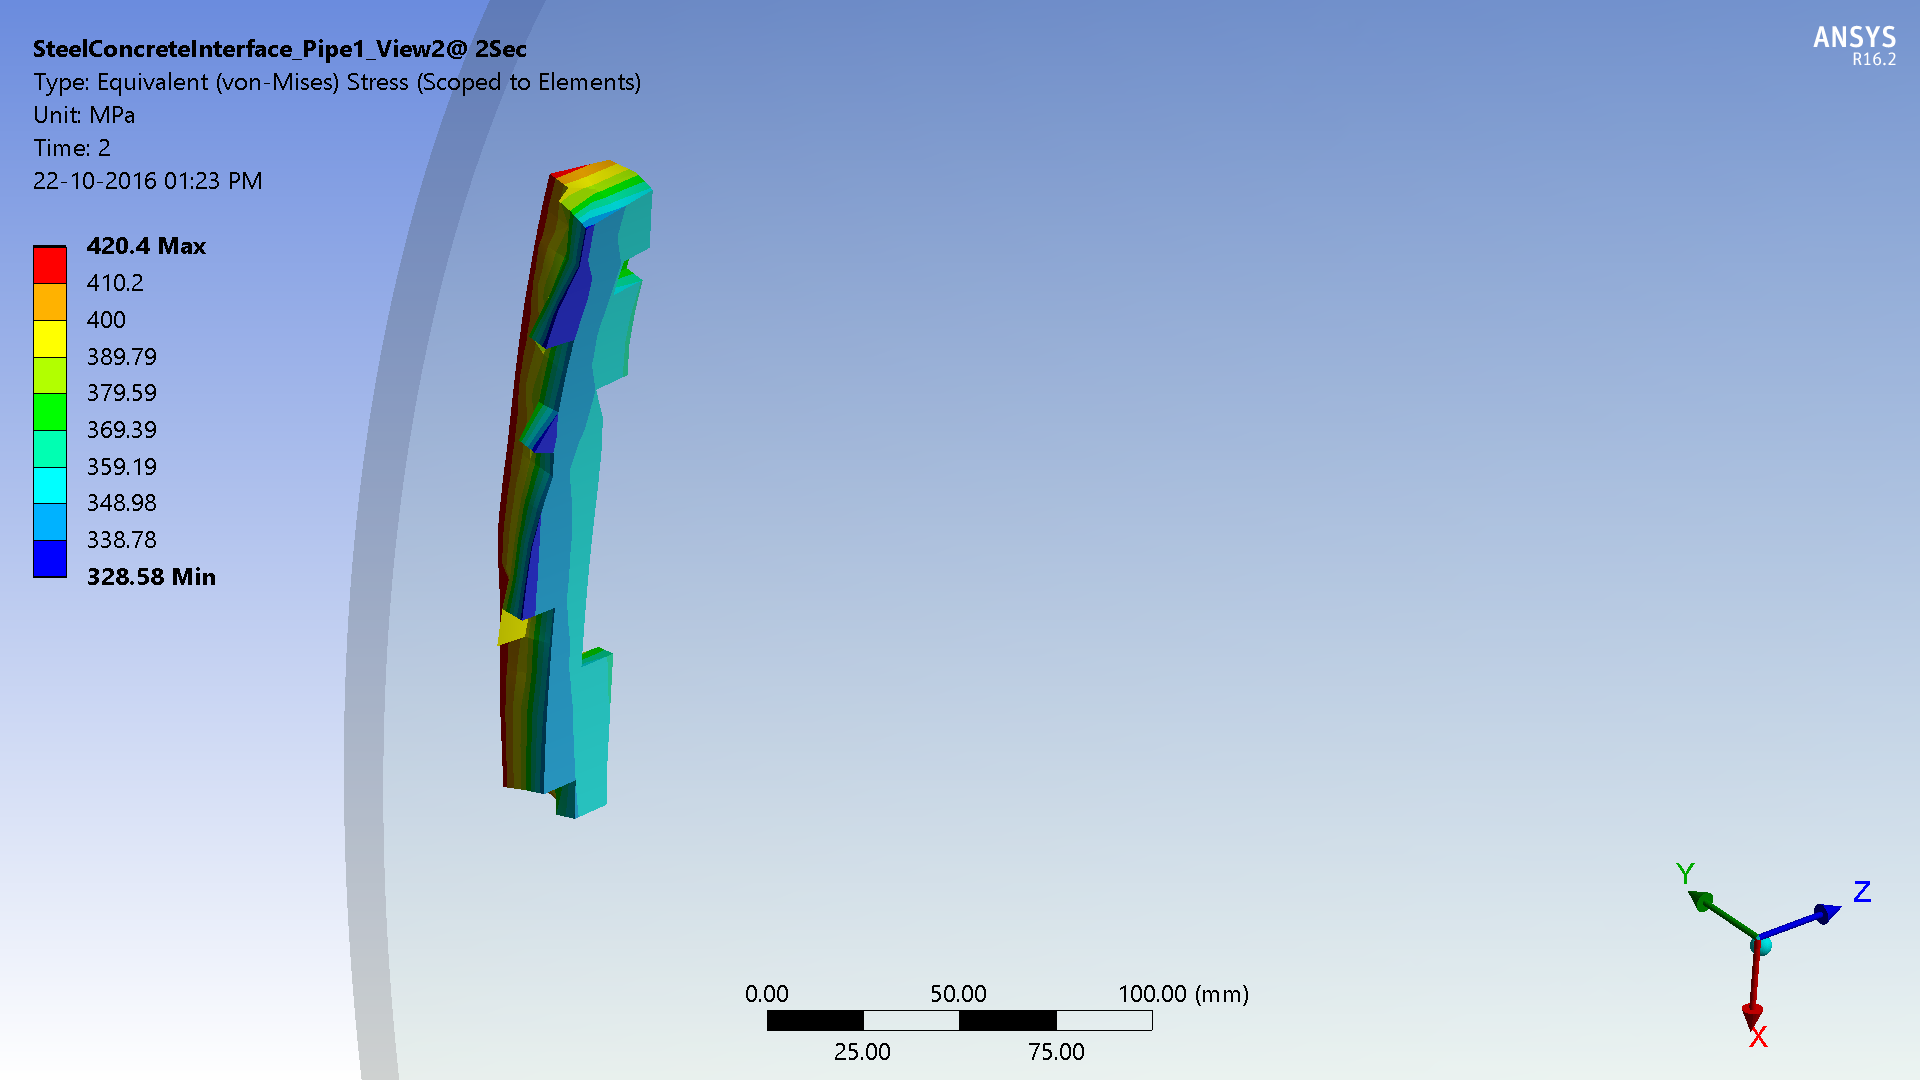 SteelConcreteInterface_Pipe1_View2@ 2Sec
Type: Equivalent (von-Mises) Stress (Scoped to Elements)
Unit: MPa
Time: 2
22-10-2016 01:23 PM
ANSYS
R16.2
420.4 Max
410.2
400
389.79
379.59
369.39
359.19
348.98
338.78
328.58 Min
Y
Z
X
0.00 50.00 100.00 (mm)
25.00 75.00